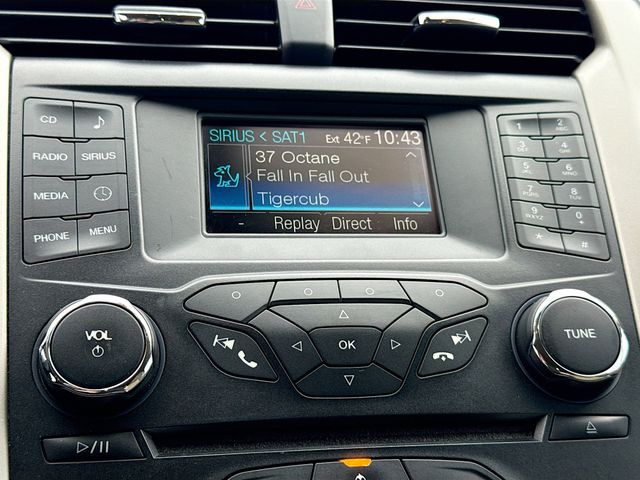 SIRIUS < SAT1 Ext 42°F 10:43
37 Octane
Fall In Fall Out
Tigercub
- Replay Direct Info
CD
RADIO SIRIUS
MEDIA
PHONE MENU
1 2 ABC
3 DEF 4 GHI
5 JKL 6 MNO
7 PQRS 8 TUV
9 WXYZ 0 +
* #
VOL
OK
TUNE